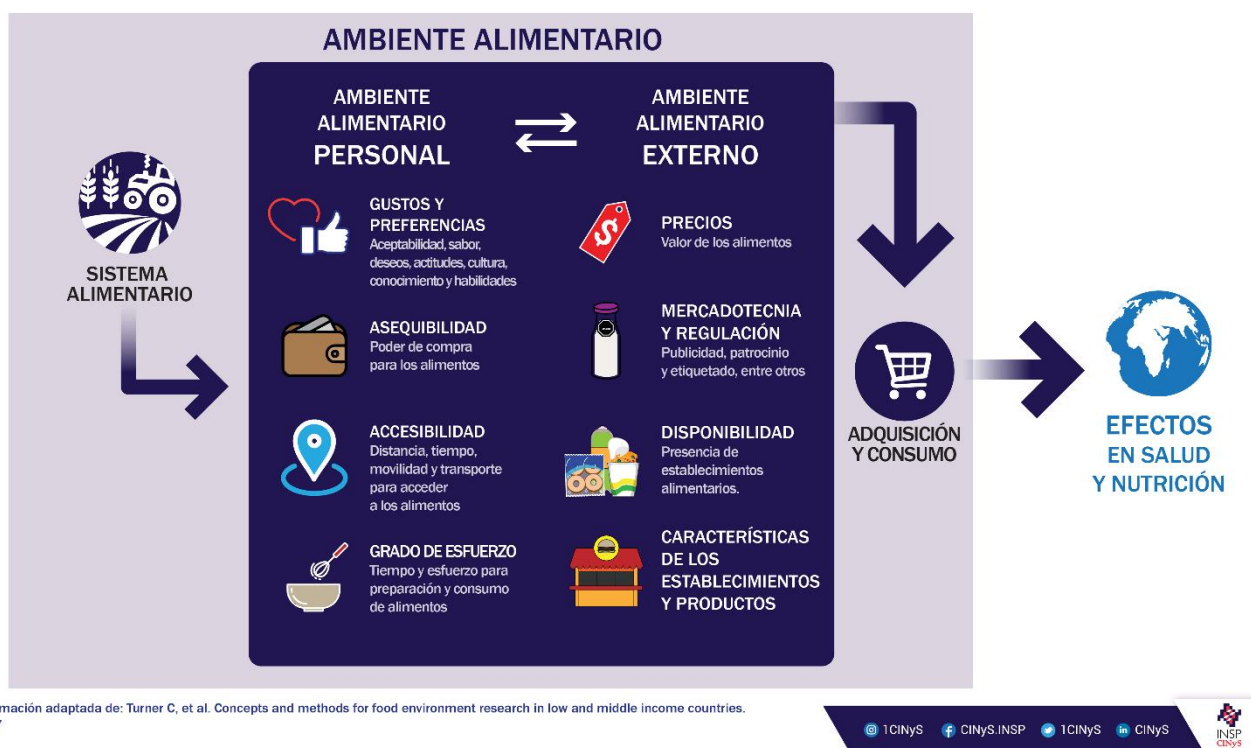 AMBIENTE ALIMENTARIO
AMBIENTE
ALIMENTARIO
PERSONAL
AMBIENTE
ALIMENTARIO
EXTERNO
SISTEMA
ALIMENTARIO
GUSTOS Y
PREFERENCIAS
Aceptabilidad, sabor,
deseos, actitudes, cultura,
conocimiento y habilidades
ASEQUIBILIDAD
Poder de compra
para los alimentos
ACCESIBILIDAD
Distancia, tiempo,
movilidad y transporte
para acceder
a los alimentos
GRADO DE ESFUERZO
Tiempo y esfuerzo para
preparación y consumo
de alimentos
$
PRECIOS
Valor de los alimentos
MERCADOTECNIA
Y REGULACIÓN
Publicidad, patrocinio
y etiquetado, entre otros
DISPONIBILIDAD
Presencia de
establecimientos
alimentarios.
CARACTERÍSTICAS
DE LOS
ESTABLECIMIENTOS
Y PRODUCTOS
ADQUISICIÓN
Y CONSUMO
EFECTOS
EN SALUD
Y NUTRICIÓN
mación adaptada de: Turner C, et al. Concepts and methods for food environment research in low and middle income countries.
1CINyS CINyS.INSP 1CINyS CINyS
INSP
CINyS